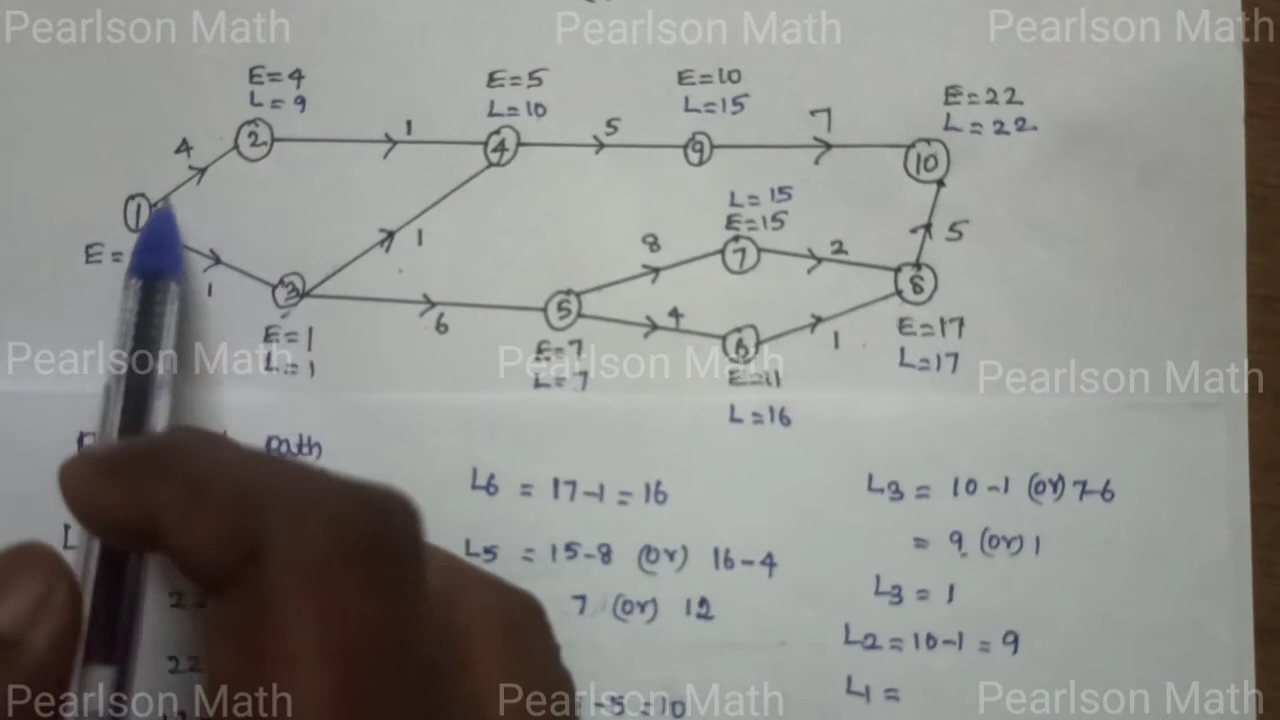 Pearlson Math Pearlson Math Pearlson Math
E=4
L=9
E=5
L=10
E=10
L=15
E=22
L=22
4
2
1
4
5
9
7
10
1
L=15
E=15
E=
8
7
2
5
1
3
1
6
5
4
6
1
8
E=1
L=1
E=7
L=7
E=11
L=16
E=17
L=17
Pearlson Math Pearlson Math Pearlson Math
path
L6 = 17-1 = 16
L5 = 15-8 (or) 16-4
7 (or) 12
-5=10
L3 = 10-1 (or) 7-6
= 9 (or) 1
L3 = 1
L2 = 10-1 = 9
L1 =
L
22
22
Pearlson Math Pearlson Math Pearlson Math